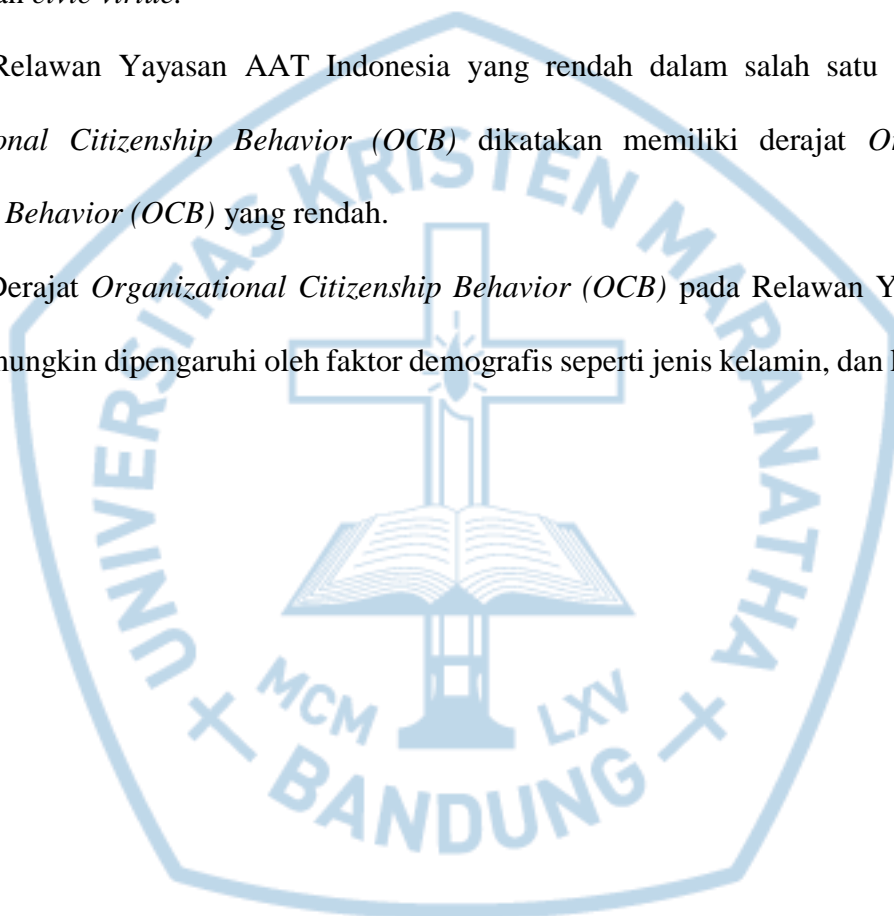 civic virtue.
Relawan Yayasan AAT Indonesia yang rendah dalam salah satu
onal Citizenship Behavior (OCB) dikatakan memiliki derajat
Behavior (OCB) yang rendah.
Derajat Organizational Citizenship Behavior (OCB) pada Relawan
mungkin dipengaruhi oleh faktor demografis seperti jenis kelamin, dan
UNIVERSITAS KRISTEN MARANATHA
MCM LXV
BANDUNG